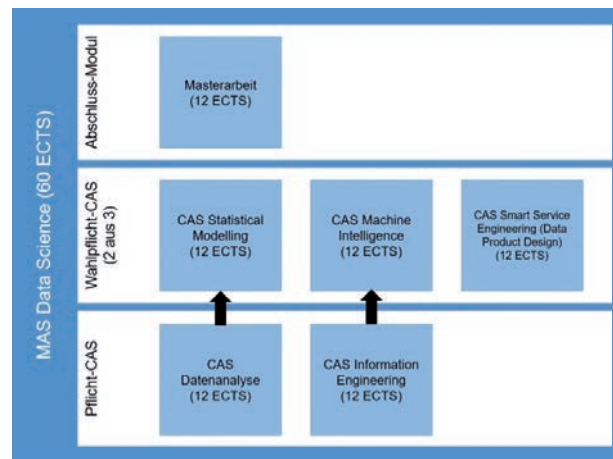 MAS Data Science (60 ECTS)
Abschluss-Modul
Masterarbeit
(12 ECTS)
Wahlpflicht-CAS
(2 aus 3)
CAS Statistical
Modelling
(12 ECTS)
CAS Machine
Intelligence
(12 ECTS)
CAS Smart Service
Engineering (Data
Product Design)
(12 ECTS)
Pflicht-CAS
CAS
Datenanalyse
(12 ECTS)
CAS Information
Engineering
(12 ECTS)